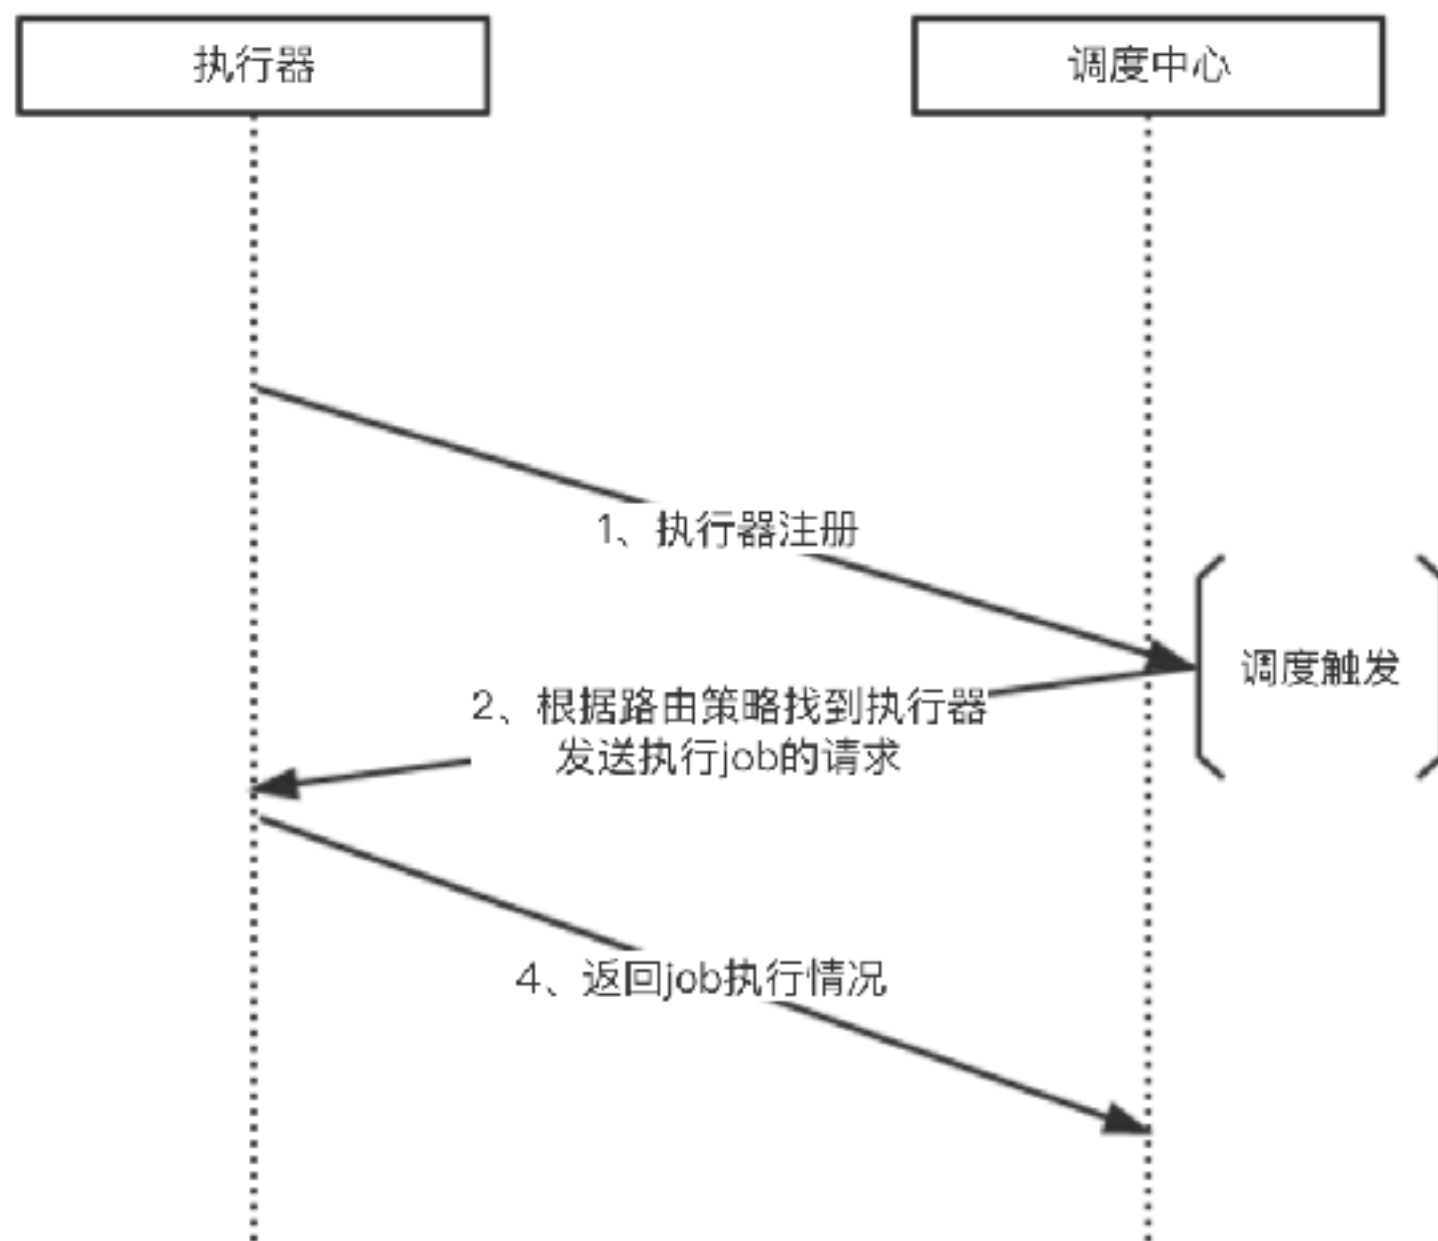 执行器
调度中心
1、执行器注册
调度触发
2、根据路由策略找到执行器
发送执行job的请求
4、返回job执行情况